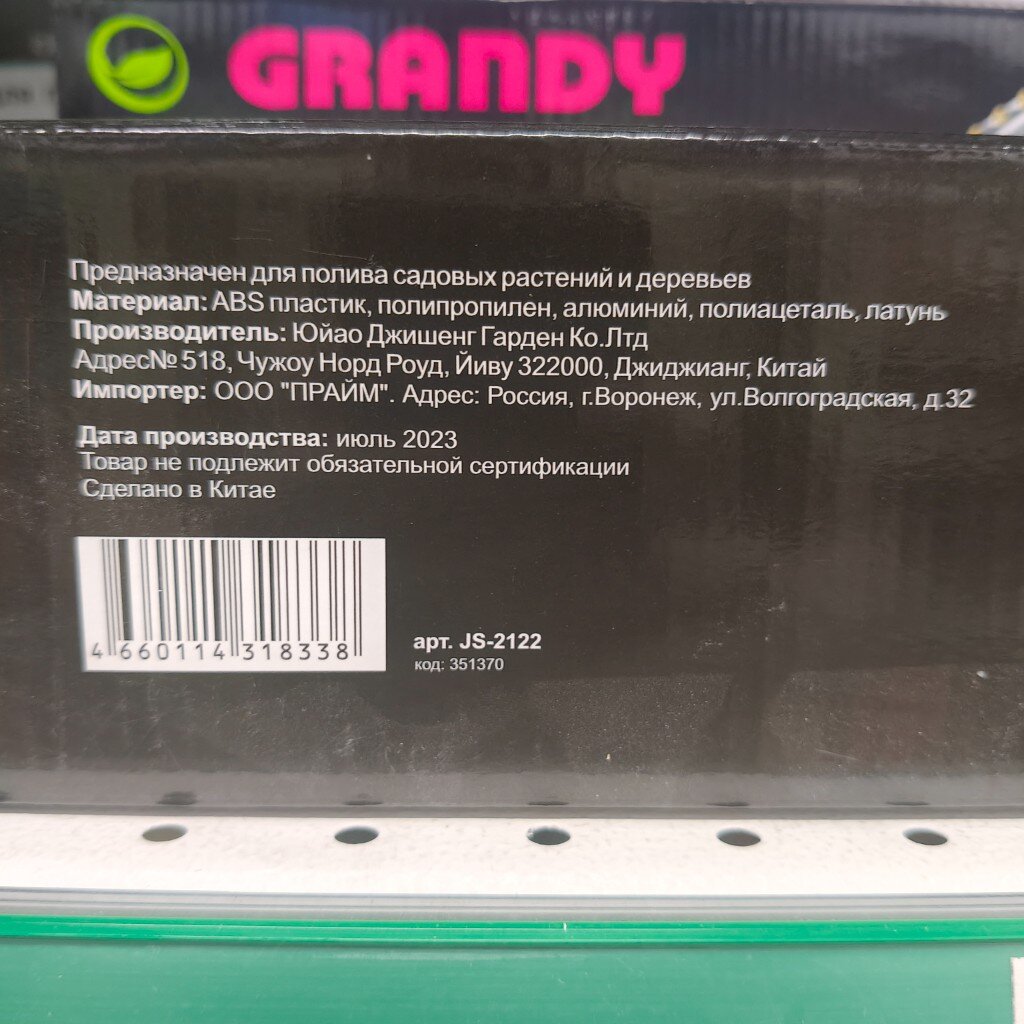 GRANDY
Предназначен для полива садовых растений и деревьев
Материал: ABS пластик, полипропилен, алюминий, полиацеталь, латунь
Производитель: Юйао Джишенг Гарден Ко.Лтд
Адрес№ 518, Чужоу Норд Роуд, Йиву 322000, Джиджианг, Китай
Импортер: ООО "ПРАЙМ". Адрес: Россия, г.Воронеж, ул.Волгоградская, д.32
Дата производства: июль 2023
Товар не подлежит обязательной сертификации
Сделано в Китае
4 660114 318338
арт. JS-2122
код: 351370